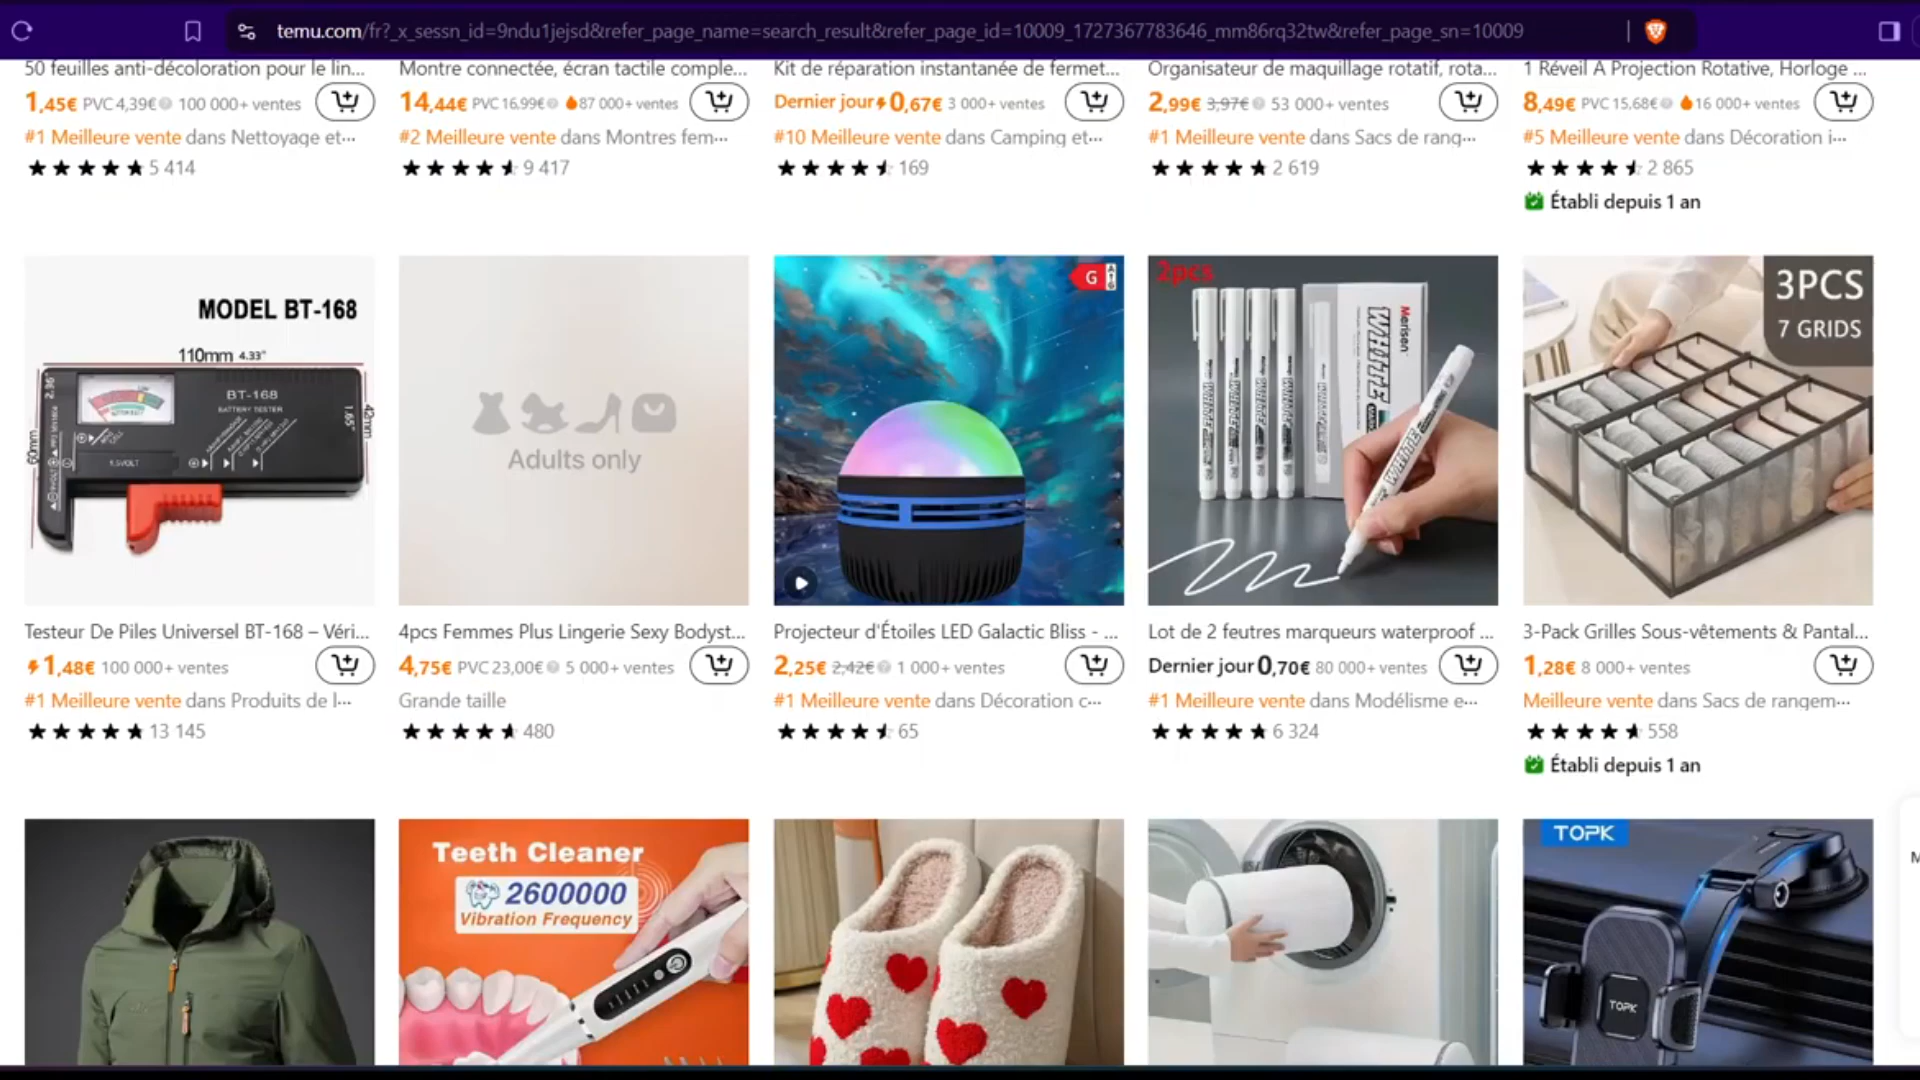 temu.com/fr?_x_sessn_id=9ndu1jejsd&refer_page_name=search_result&refer_page_id=10009_1727367783646_mm86rq32tw&refer_page_sn=10009
50 feuilles anti-décoloration pour le lin...
1,45€ PVC 4,39€ 100 000+ ventes
#1 Meilleure vente dans Nettoyage et···
5 414
Montre connectée, écran tactile comple...
14,44€ PVC 16,99€ 87 000+ ventes
#2 Meilleure vente dans Montres fem···
9 417
Kit de réparation instantanée de fermet...
Dernier jour 0,67€ 3 000+ ventes
#10 Meilleure vente dans Camping et···
169
Organisateur de maquillage rotatif, rota...
2,99€ 3,97€ 53 000+ ventes
#1 Meilleure vente dans Sacs de rang···
2 619
1 Réveil À Projection Rotative, Horloge ...
8,49€ PVC 15,68€ 16 000+ ventes
#5 Meilleure vente dans Décoration i···
2 865
Établi depuis 1 an
MODEL BT-168
110mm 4.33"
2.36"
60mm
1.65"
42mm
BT-168
BATTERY TESTER
1.5VOLT
Testeur De Piles Universel BT-168 – Véri...
1,48€ 100 000+ ventes
#1 Meilleure vente dans Produits de l···
13 145
Adults only
4pcs Femmes Plus Lingerie Sexy Bodyst...
4,75€ PVC 23,00€ 5 000+ ventes
Grande taille
480
G
A
G
Projecteur d'Étoiles LED Galactic Bliss - ...
2,25€ 2,42€ 1 000+ ventes
#1 Meilleure vente dans Décoration c···
65
2pcs
Merisen
WHITE
WHITE
Lot de 2 feutres marqueurs waterproof ...
Dernier jour 0,70€ 80 000+ ventes
#1 Meilleure vente dans Modélisme e···
6 324
3PCS
7 GRIDS
3-Pack Grilles Sous-vêtements & Pantal...
1,28€ 8 000+ ventes
Meilleure vente dans Sacs de rangem···
558
Établi depuis 1 an
Teeth Cleaner
2600000
Vibration Frequency
TOPK
TOPK
M